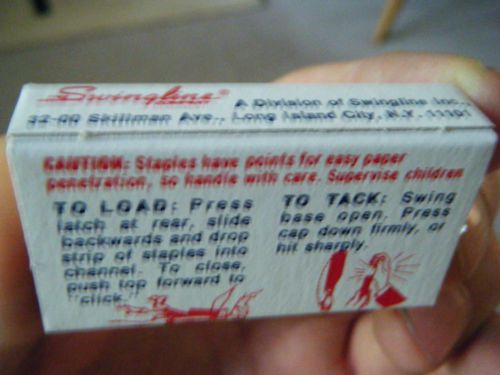 Swingline®
A Division of Swingline Inc.,
32-00 Skillman Ave., Long Island City, N.Y. 11101
CAUTION: Staples have points for easy paper
penetration, so handle with care. Supervise children
TO LOAD: Press
latch at rear, slide
backwards and drop
strip of staples into
channel. To close,
push top forward to
"click."
TO TACK: Swing
base open. Press
cap down firmly, or
hit sharply.